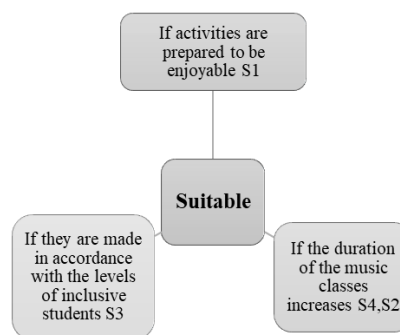 If activities are
prepared to be
enjoyable S1
Suitable
If they are made
in accordance
with the levels
of inclusive
students S3
If the duration
of the music
classes
increases S4,S2